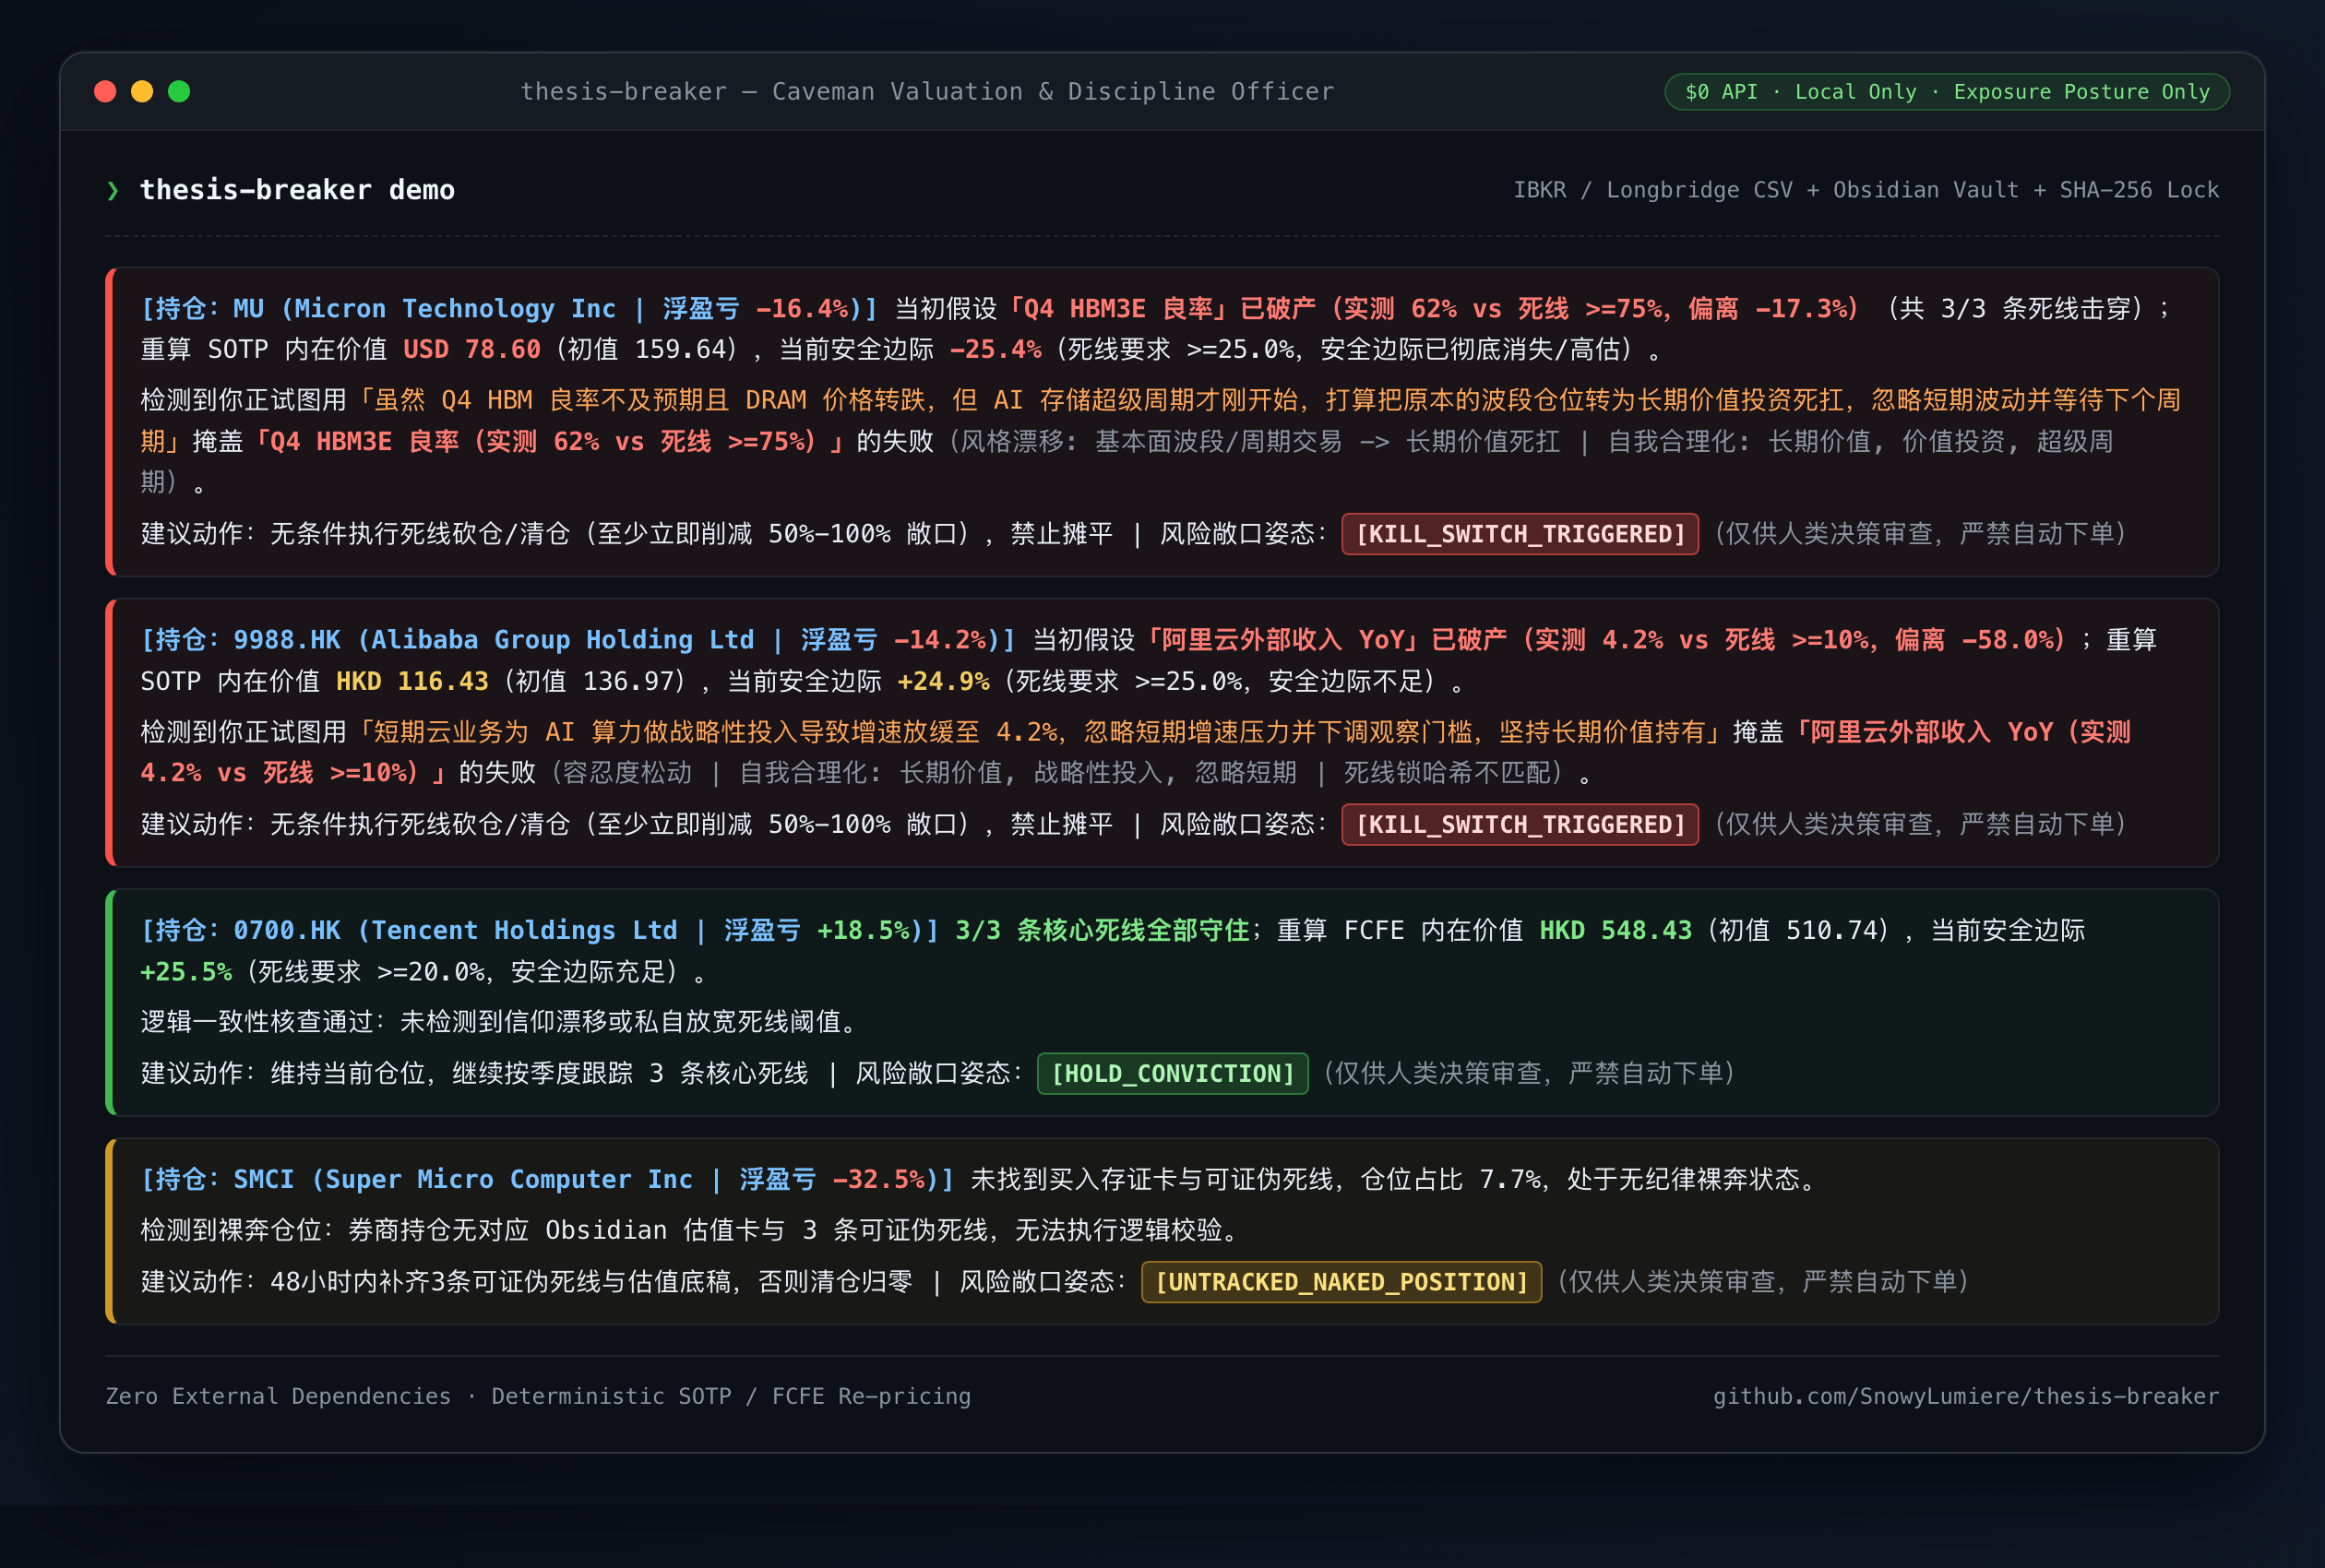 thesis-breaker — Caveman Valuation & Discipline Officer
$0 API · Local Only · Exposure Posture Only
❯ thesis-breaker demo
IBKR / Longbridge CSV + Obsidian Vault + SHA-256 Lock
[持仓: MU (Micron Technology Inc | 浮盈亏 -16.4%)] 当初假设「Q4 HBM3E 良率」已破产（实测 62% vs 死线 >=75%, 偏离 -17.3%）（共 3/3 条死线击穿）;
重算 SOTP 内在价值 USD 78.60（初值 159.64）, 当前安全边际 -25.4%（死线要求 >=25.0%, 安全边际已彻底消失/高估）。
检测到你正试图用「虽然 Q4 HBM 良率不及预期且 DRAM 价格转跌, 但 AI 存储超级周期才刚开始, 打算把原本的波段仓位转为长期价值投资死扛, 忽略短期波动并等待下个周
期」掩盖「Q4 HBM3E 良率（实测 62% vs 死线 >=75%）」的失败（风格漂移: 基本面波段/周期交易 -> 长期价值死扛 | 自我合理化: 长期价值, 价值投资, 超级周
期）。
建议动作: 无条件执行死线砍仓/清仓（至少立即削减 50%-100% 敞口）, 禁止摊平 | 风险敞口姿态: [KILL_SWITCH_TRIGGERED]（仅供人类决策审查, 严禁自动下单）
[持仓: 9988.HK (Alibaba Group Holding Ltd | 浮盈亏 -14.2%)] 当初假设「阿里云外部收入 YoY」已破产（实测 4.2% vs 死线 >=10%, 偏离 -58.0%）; 重算
SOTP 内在价值 HKD 116.43（初值 136.97）, 当前安全边际 +24.9%（死线要求 >=25.0%, 安全边际不足）。
检测到你正试图用「短期云业务为 AI 算力做战略性投入导致增速放缓至 4.2%, 忽略短期增速压力并下调观察门槛, 坚持长期价值持有」掩盖「阿里云外部收入 YoY（实测
4.2% vs 死线 >=10%）」的失败（容忍度松动 | 自我合理化: 长期价值, 战略性投入, 忽略短期 | 死线锁哈希不匹配）。
建议动作: 无条件执行死线砍仓/清仓（至少立即削减 50%-100% 敞口）, 禁止摊平 | 风险敞口姿态: [KILL_SWITCH_TRIGGERED]（仅供人类决策审查, 严禁自动下单）
[持仓: 0700.HK (Tencent Holdings Ltd | 浮盈亏 +18.5%)] 3/3 条核心死线全部守住; 重算 FCFE 内在价值 HKD 548.43（初值 510.74）, 当前安全边际
+25.5%（死线要求 >=20.0%, 安全边际充足）。
逻辑一致性核查通过: 未检测到信仰漂移或私自放宽死线阈值。
建议动作: 维持当前仓位, 继续按季度跟踪 3 条核心死线 | 风险敞口姿态: [HOLD_CONVICTION]（仅供人类决策审查, 严禁自动下单）
[持仓: SMCI (Super Micro Computer Inc | 浮盈亏 -32.5%)] 未找到买入存证卡与可证伪死线, 仓位占比 7.7%, 处于无纪律裸奔状态。
检测到裸奔仓位: 券商持仓无对应 Obsidian 估值卡与 3 条可证伪死线, 无法执行逻辑校验。
建议动作: 48小时内补齐3条可证伪死线与估值底稿, 否则清仓归零 | 风险敞口姿态: [UNTRACKED_NAKED_POSITION]（仅供人类决策审查, 严禁自动下单）
Zero External Dependencies · Deterministic SOTP / FCFE Re-pricing
github.com/SnowyLumiere/thesis-breaker